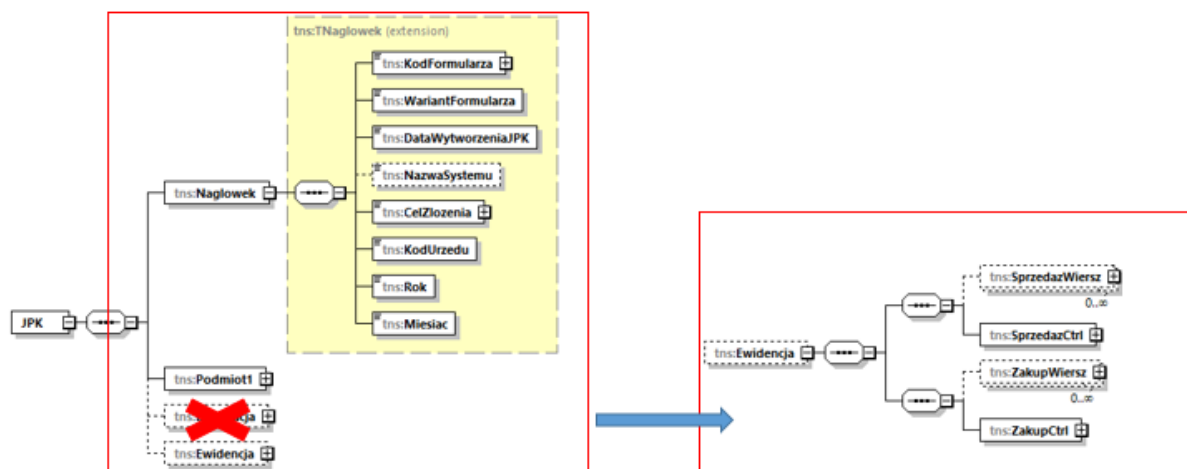 tns:TNaglowek (extension)
tns:KodFormularza
tns:WariantFormularza
tns:DataWytworzeniaJPK
tns:NazwaSystemu
tns:Naglowek
tns:CelZlozenia
tns:KodUrzedu
tns:Rok
JPK
tns:Miesiac
tns:Podmiot1
tns:
cja
tns:Ewidencja
tns:SprzedazWiersz
0..∞
tns:SprzedazCtrl
tns:Ewidencja
tns:ZakupWiersz
0..∞
tns:ZakupCtrl